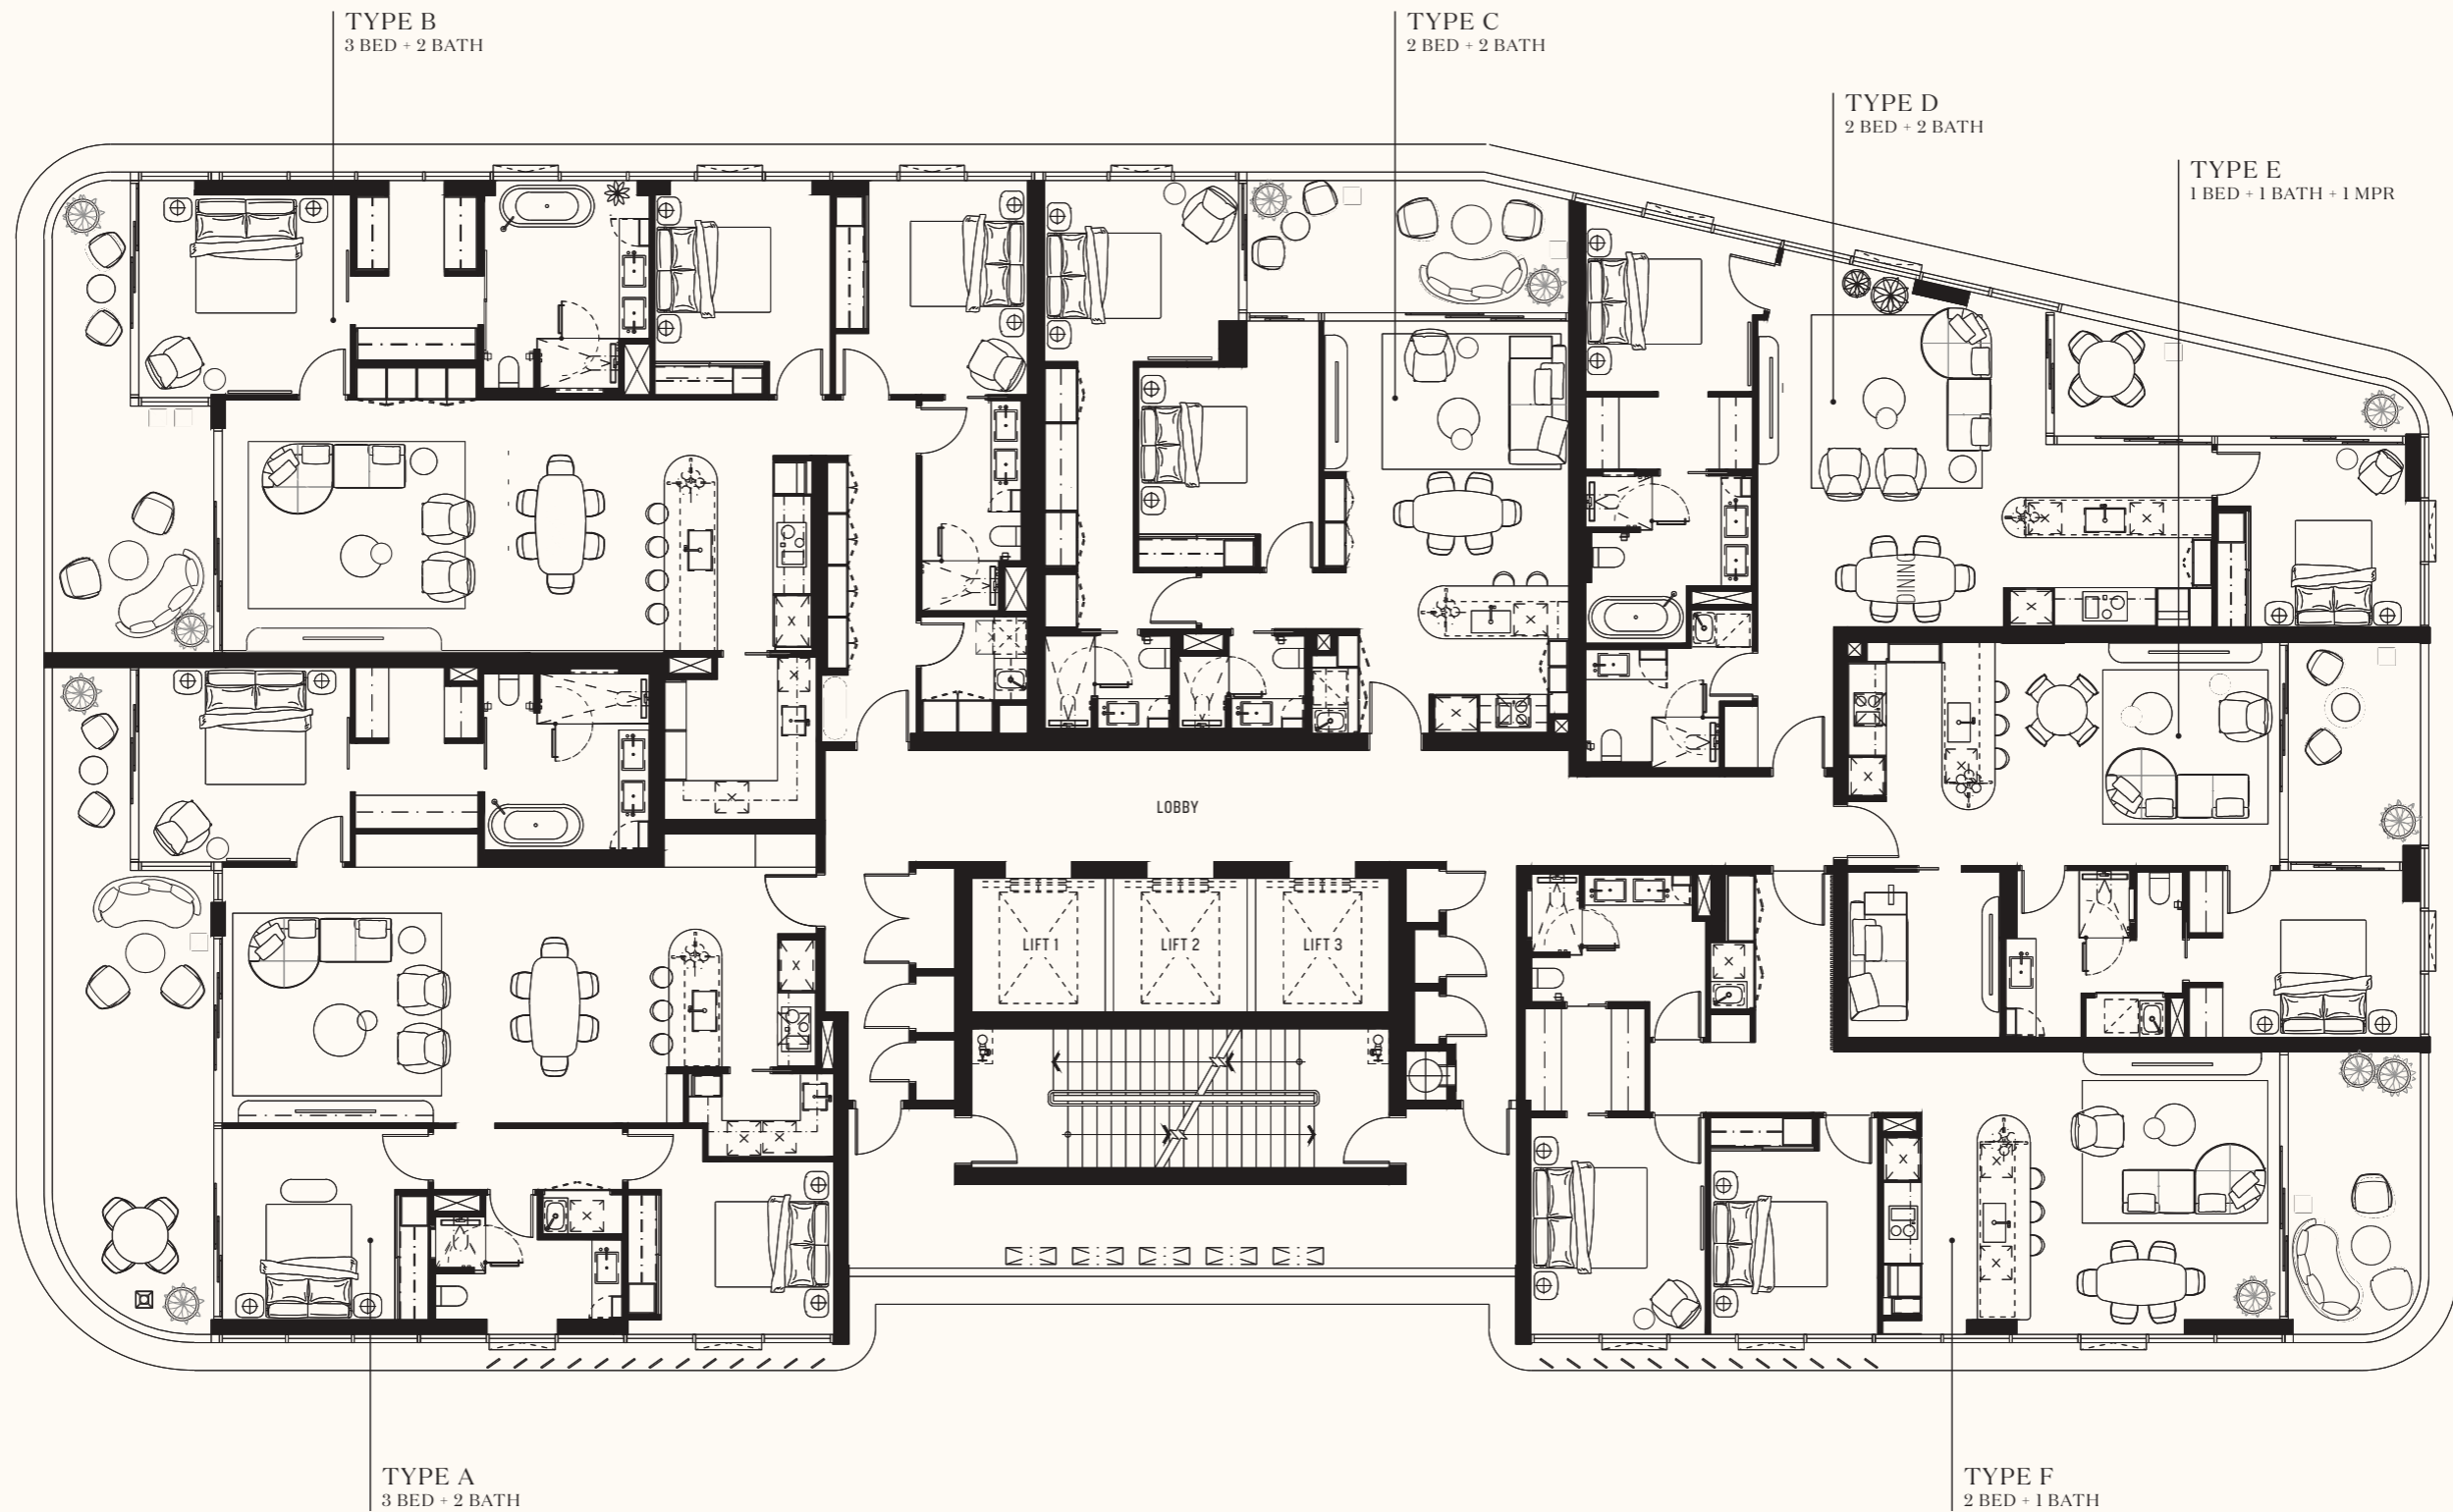 TYPE B
3 BED + 2 BATH
TYPE C
2 BED + 2 BATH
TYPE D
2 BED + 2 BATH
TYPE E
1 BED + 1 BATH + 1 MPR
DINING
LOBBY
LIFT 1
LIFT 2
LIFT 3
TYPE A
3 BED + 2 BATH
TYPE F
2 BED + 1 BATH